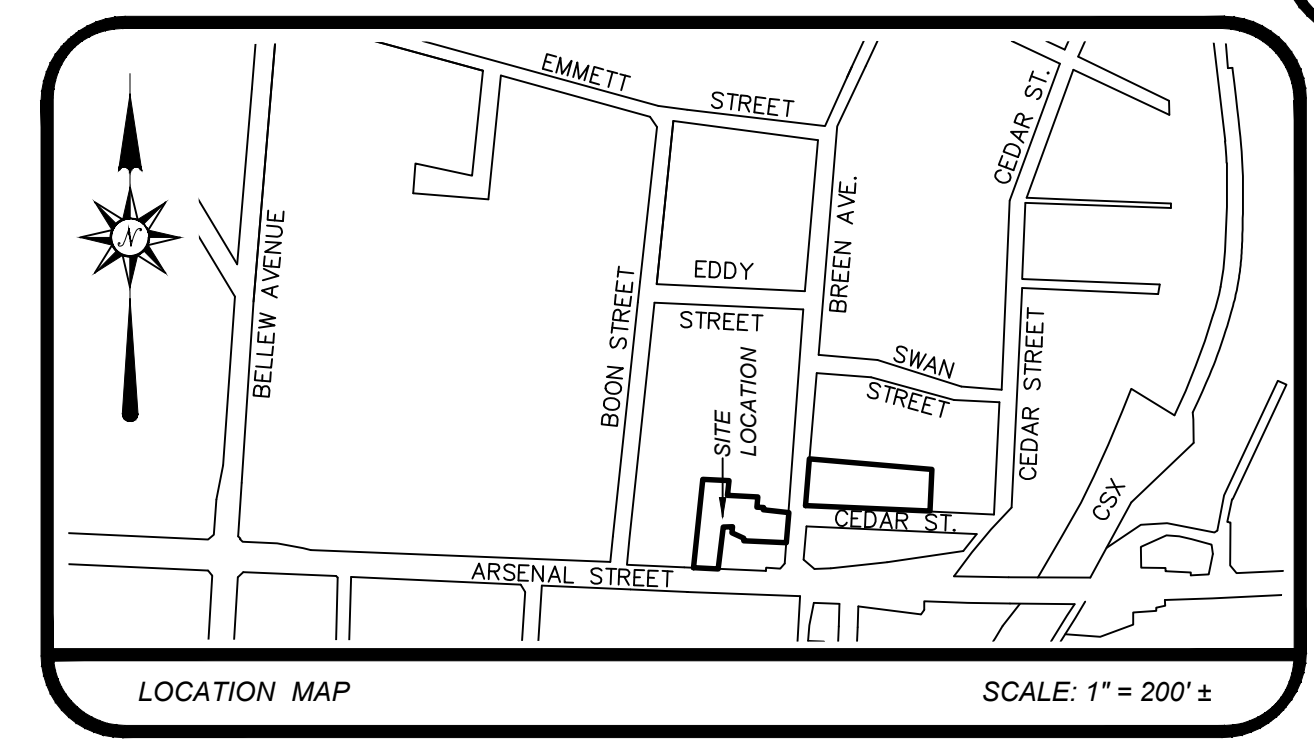 EMMETT
STREET
CEDAR ST.
N
BELLEW AVENUE
BREEN AVE.
EDDY
STREET
BOON STREET
SWAN
STREET
CEDAR STREET
SITE
LOCATION
CSX
CEDAR ST.
ARSENAL STREET
LOCATION MAP
SCALE: 1" = 200' ±